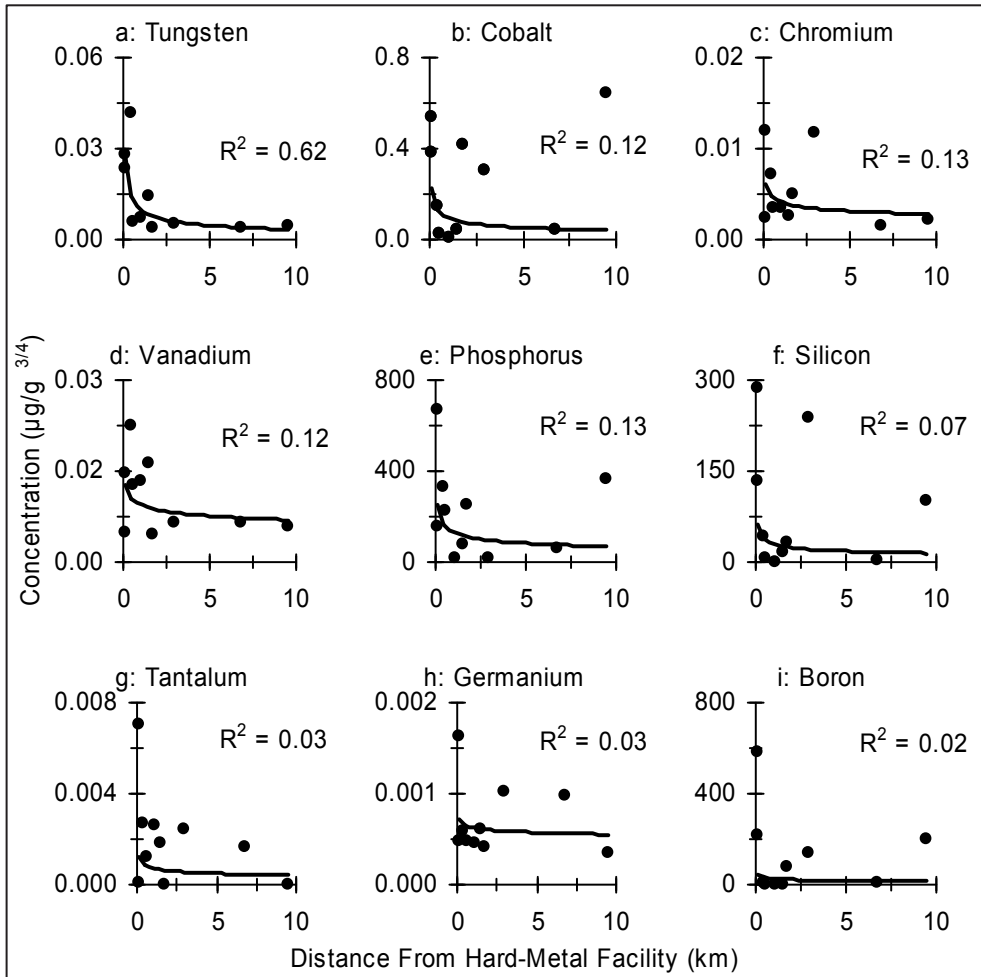 a: Tungsten
b: Cobalt
c: Chromium
0.06
0.03
0.00
R² = 0.62
0 5 10
0.8
0.4
0.0
R² = 0.12
0 5 10
0.02
0.01
0.00
R² = 0.13
0 5 10
Concentration (µg/g ³/⁴)
d: Vanadium
e: Phosphorus
f: Silicon
0.03
0.02
0.00
R² = 0.12
0 5 10
800
400
0
R² = 0.13
0 5 10
300
150
0
R² = 0.07
0 5 10
g: Tantalum
h: Germanium
i: Boron
0.008
0.004
0.000
R² = 0.03
0 5 10
0.002
0.001
0.000
R² = 0.03
0 5 10
800
400
0
R² = 0.02
0 5 10
Distance From Hard-Metal Facility (km)